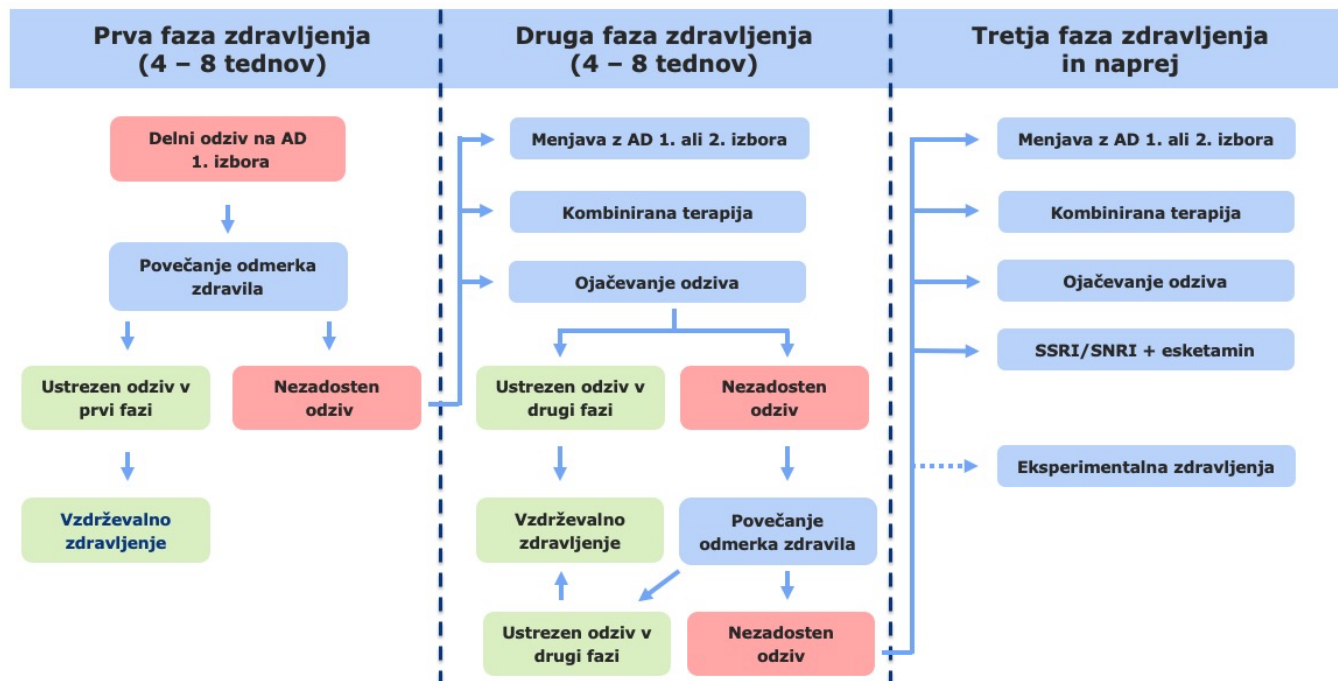 Prva faza zdravljenja
(4 – 8 tednov)
Druga faza zdravljenja
(4 – 8 tednov)
Tretja faza zdravljenja
in naprej
Delni odziv na AD
1. izbora
Povečanje odmerka
zdravila
Ustrezen odziv v
prvi fazi
Nezadosten
odziv
Vzdrževalno
zdravljenje
Menjava z AD 1. ali 2. izbora
Kombinirana terapija
Ojačevanje odziva
Ustrezen odziv v
drugi fazi
Nezadosten
odziv
Vzdrževalno
zdravljenje
Povečanje
odmerka zdravila
Ustrezen odziv v
drugi fazi
Nezadosten
odziv
Menjava z AD 1. ali 2. izbora
Kombinirana terapija
Ojačevanje odziva
SSRI/SNRI + esketamin
Eksperimentalna zdravljenja